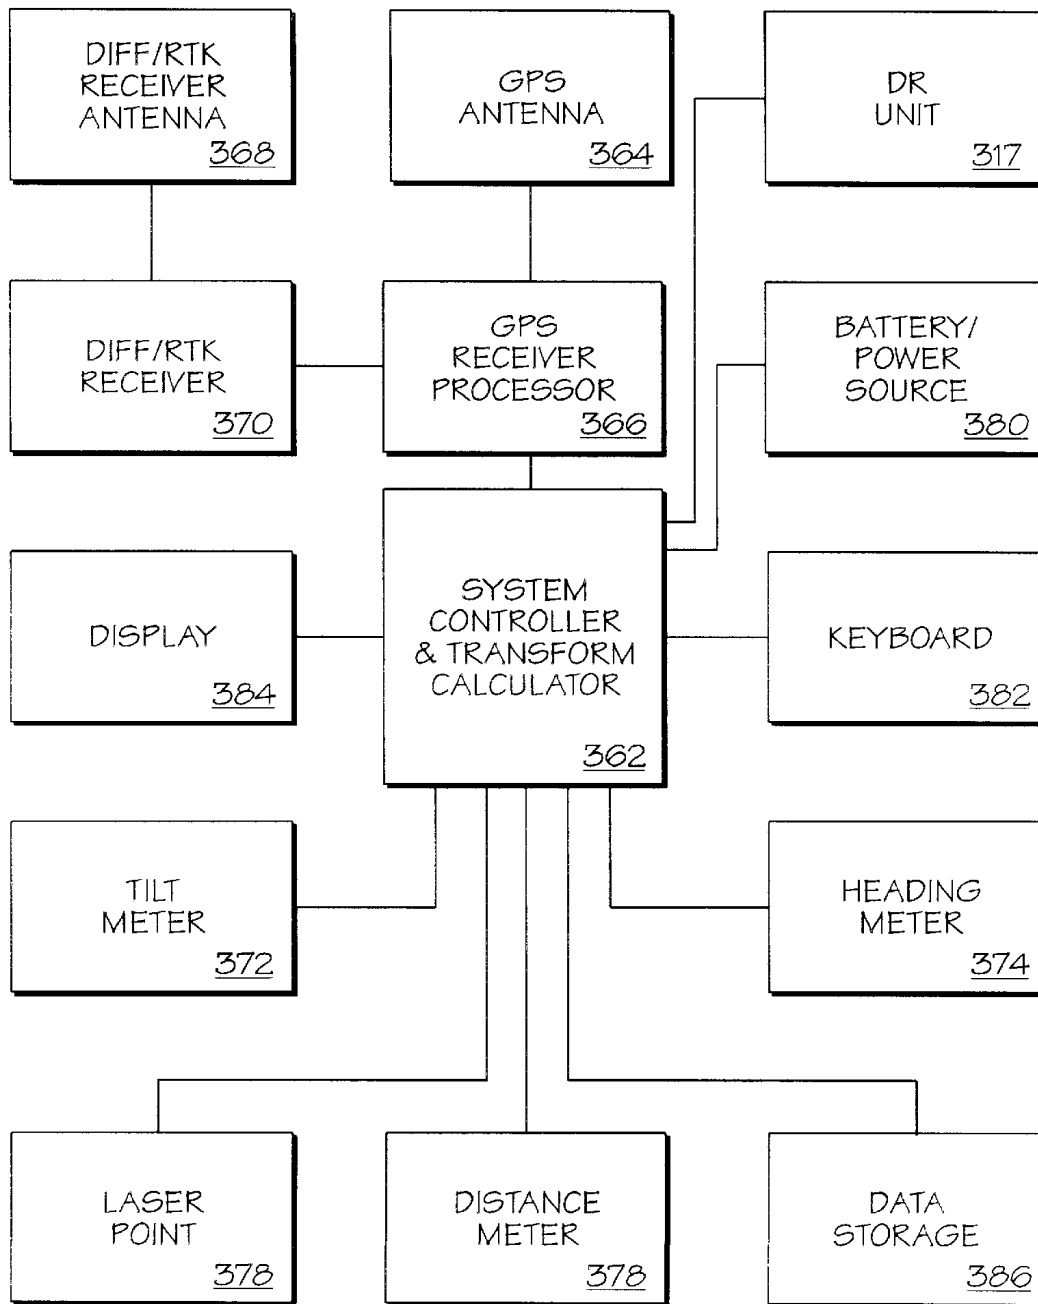 DIFF/RTK
RECEIVER
ANTENNA
368
GPS
ANTENNA
364
DR
UNIT
317
DIFF/RTK
RECEIVER
370
GPS
RECEIVER
PROCESSOR
366
BATTERY/
POWER
SOURCE
380
DISPLAY
384
SYSTEM
CONTROLLER
& TRANSFORM
CALCULATOR
362
KEYBOARD
382
TILT
METER
372
HEADING
METER
374
LASER
POINT
378
DISTANCE
METER
378
DATA
STORAGE
386